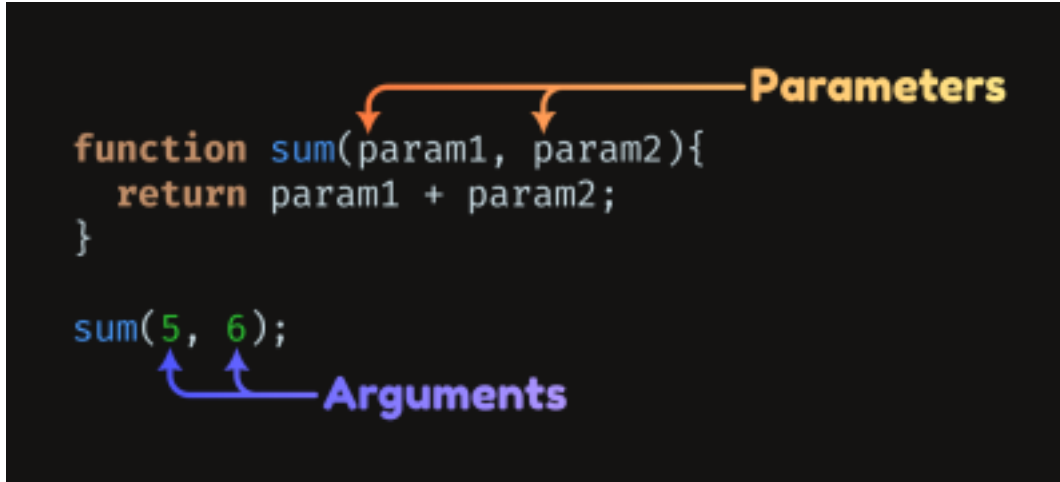 Parameters
function sum(param1, param2){
  return param1 + param2;
}
sum(5, 6);
Arguments